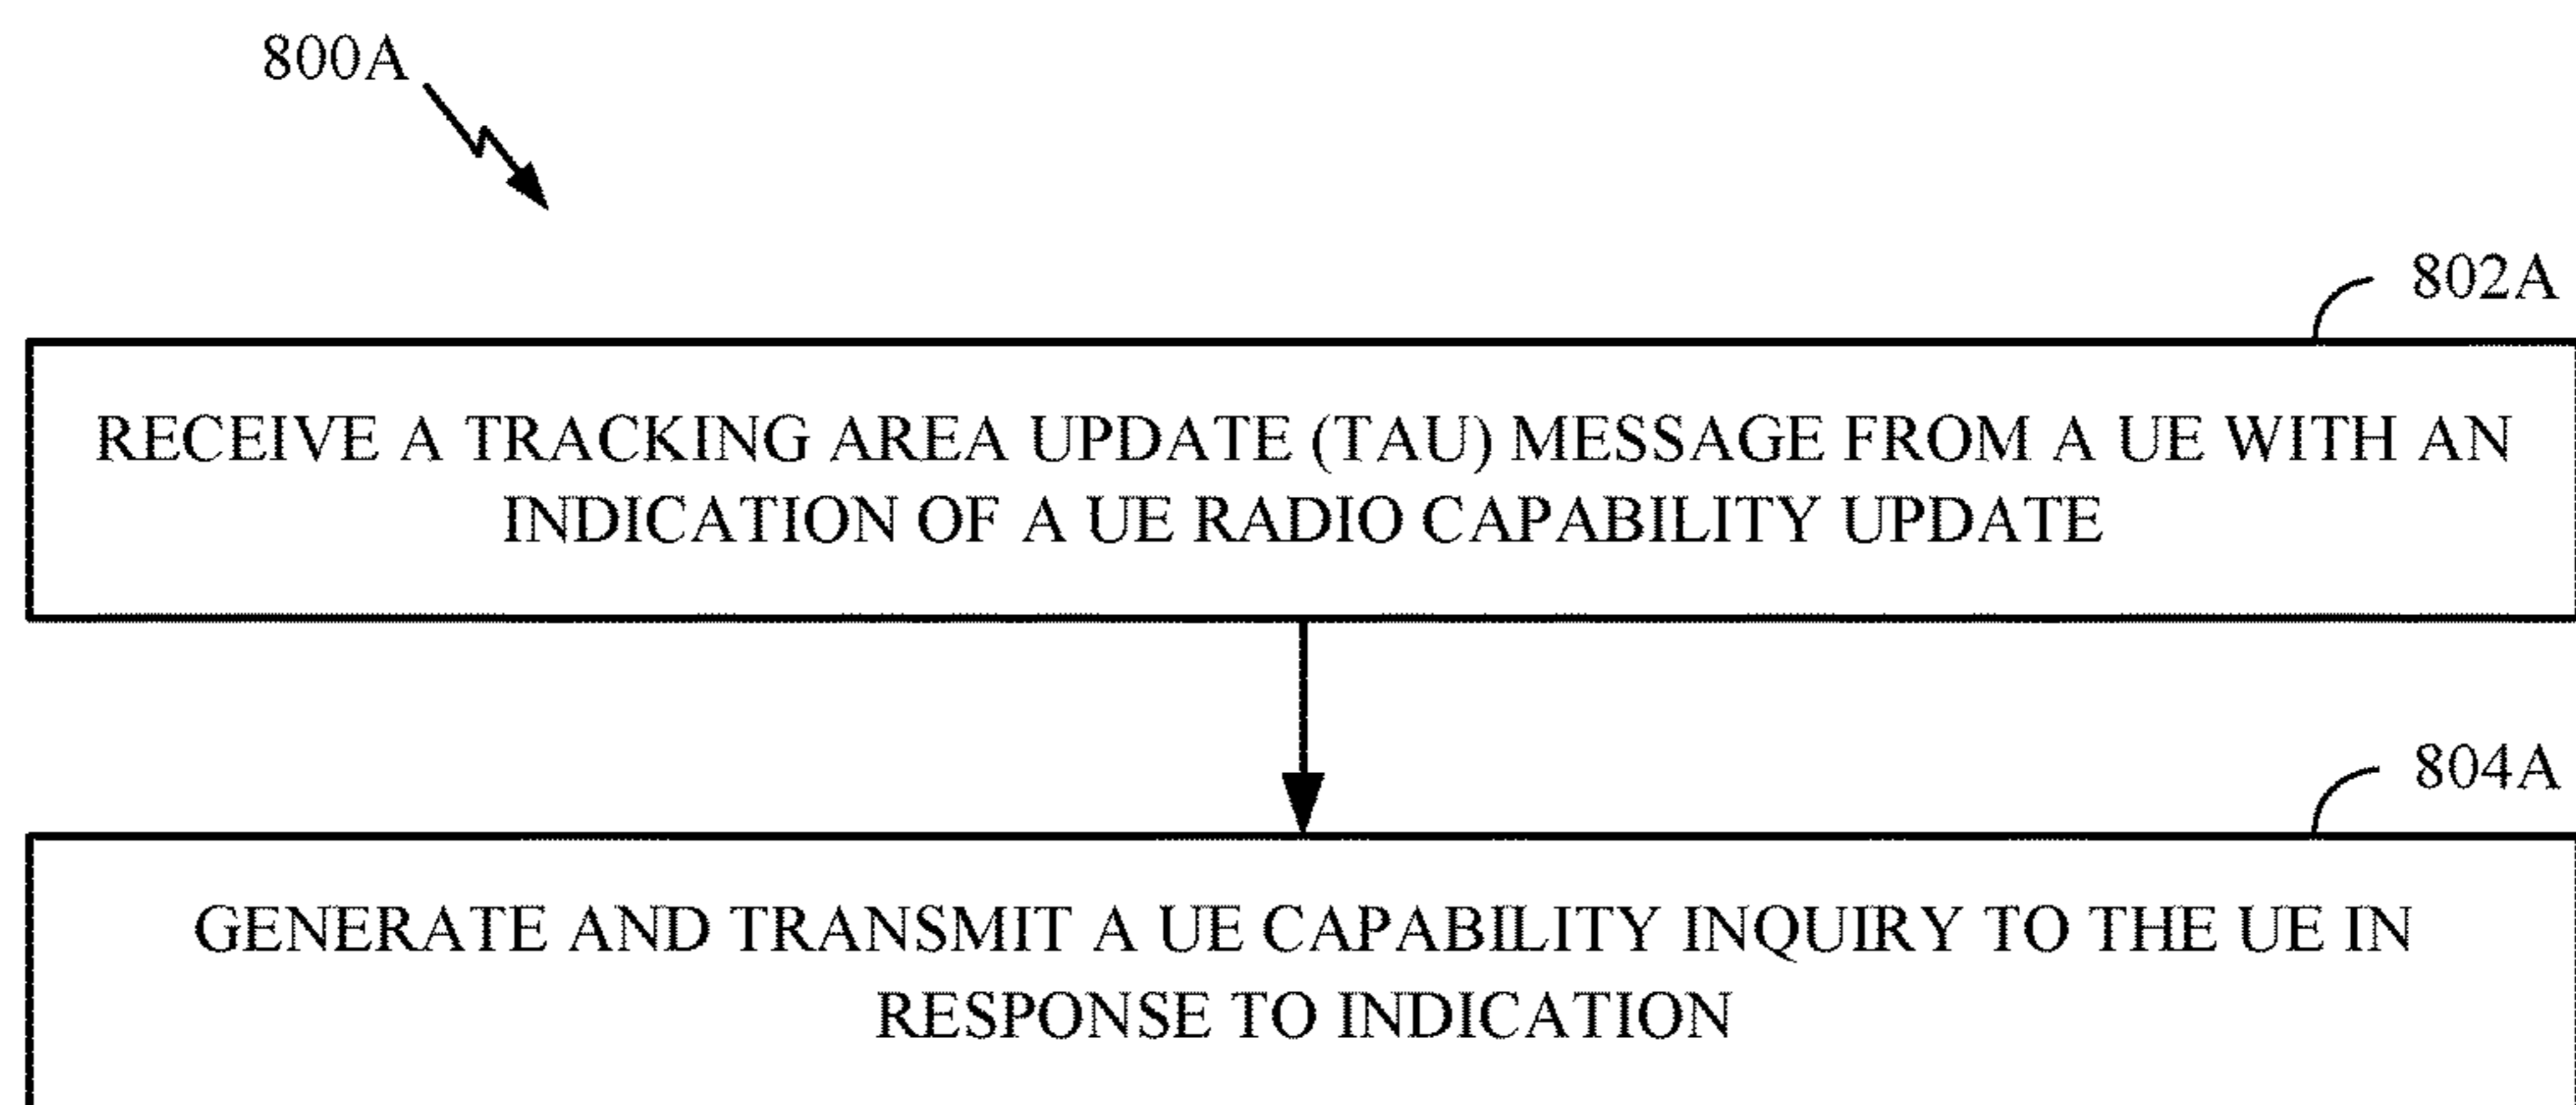 800A
802A
RECEIVE A TRACKING AREA UPDATE (TAU) MESSAGE FROM A UE WITH AN
INDICATION OF A UE RADIO CAPABILITY UPDATE
804A
GENERATE AND TRANSMIT A UE CAPABILITY INQUIRY TO THE UE IN
RESPONSE TO INDICATION